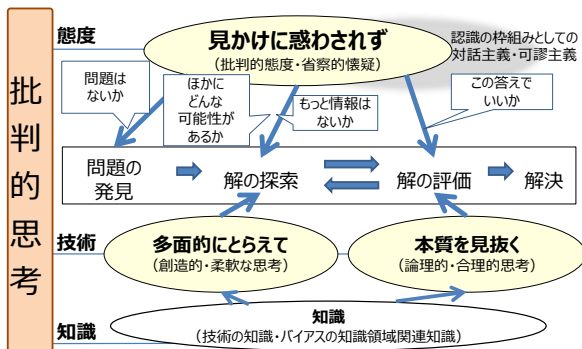 批判的思考
態度
見かけに惑わされず
(批判的態度・省察的懐疑)
認識の枠組みとしての
対話主義・可謬主義
問題は
ないか
ほかに
どんな
可能性が
あるか
もっと情報は
ないか
この答えで
いいか
問題の
発見
解の探索
解の評価
解決
技術
多面的にとらえて
(創造的・柔軟な思考)
本質を見抜く
(論理的・合理的思考)
知識
知識
(技術の知識・バイアスの知識領域関連知識)